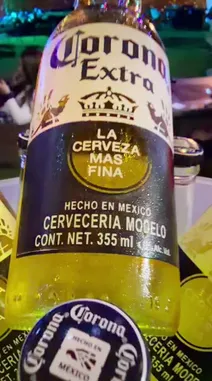 Corona
Extra
LA
CERVEZA
MAS
FINA
HECHO EN MEXICO
CERVECERIA MODELO
CONT. NET. 355 ml
Corona Corona
HECHO EN
MEXICO